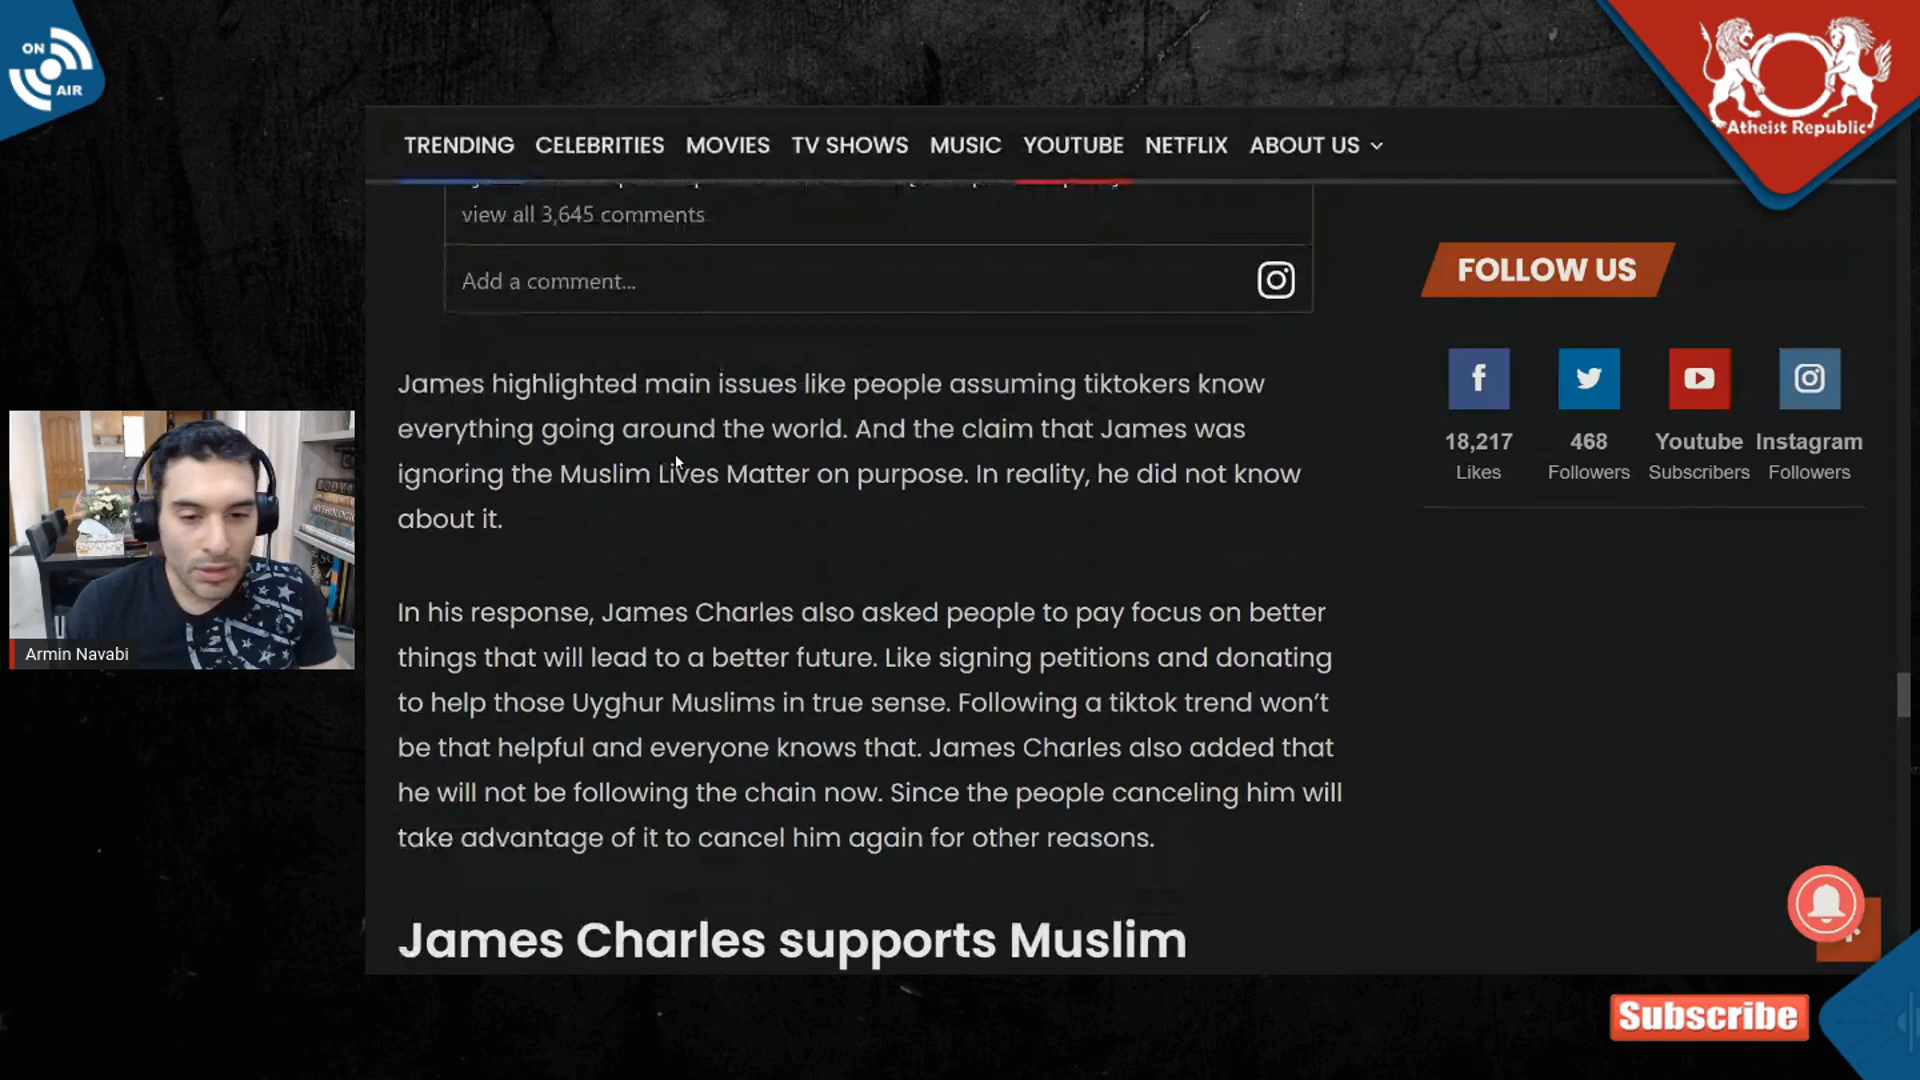 ON
AIR
Atheist Republic
TRENDING CELEBRITIES MOVIES TV SHOWS MUSIC YOUTUBE NETFLIX ABOUT US
view all 3,645 comments
Add a comment...
FOLLOW US
18,217 468 Youtube Instagram
Likes Followers Subscribers Followers
James highlighted main issues like people assuming tiktokers know
everything going around the world. And the claim that James was
ignoring the Muslim Lives Matter on purpose. In reality, he did not know
about it.
In his response, James Charles also asked people to pay focus on better
things that will lead to a better future. Like signing petitions and donating
to help those Uyghur Muslims in true sense. Following a tiktok trend won't
be that helpful and everyone knows that. James Charles also added that
he will not be following the chain now. Since the people canceling him will
take advantage of it to cancel him again for other reasons.
James Charles supports Muslim
Armin Navabi
Subscribe